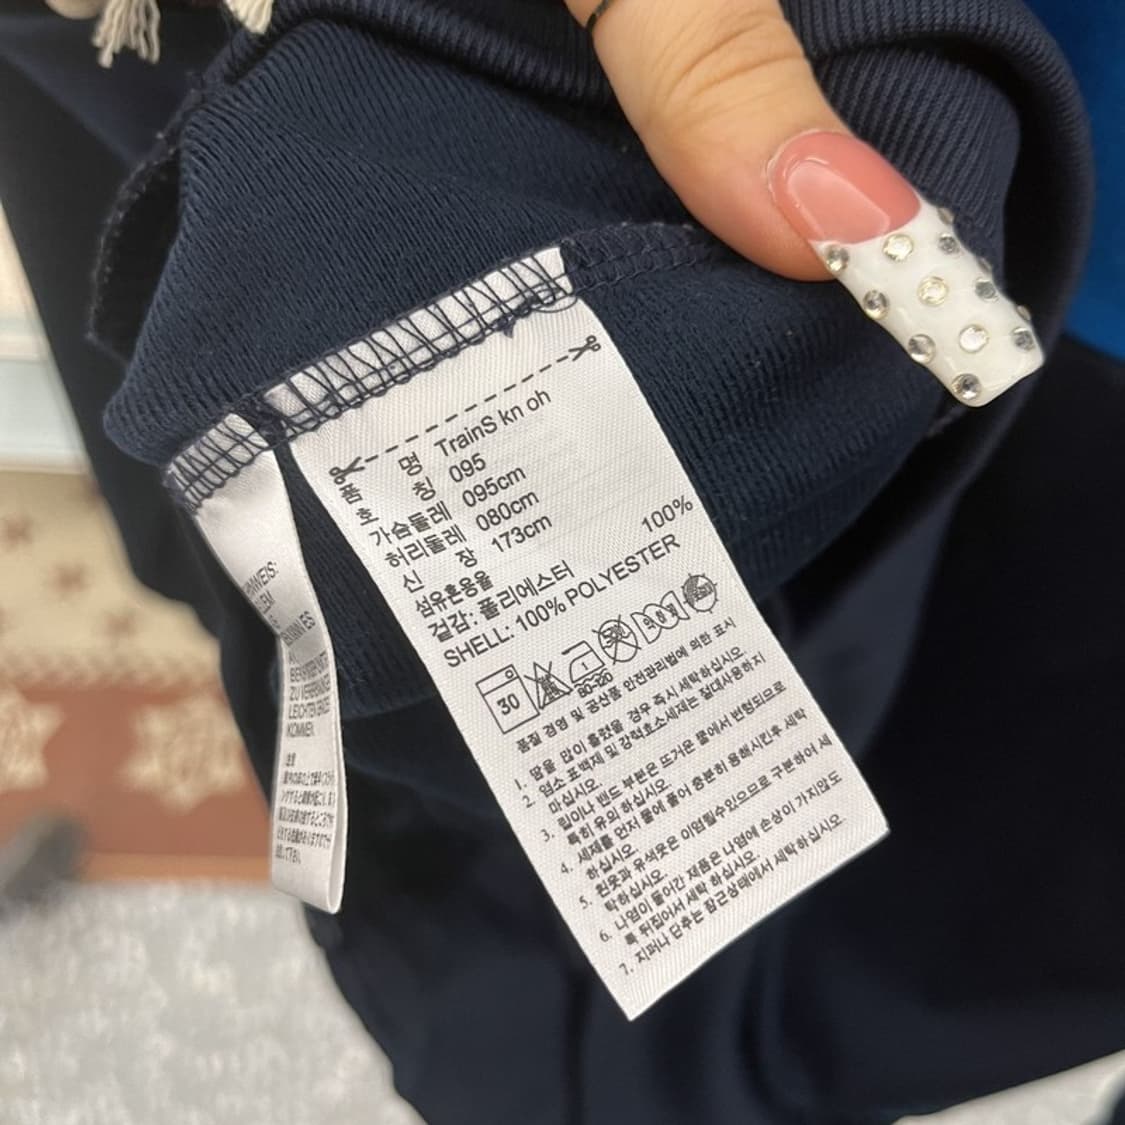 품 명 TrainS kn oh
호 칭 095
가슴둘레 095cm
허리둘레 080cm
신 장 173cm
섬유혼용율
겉감: 폴리에스터 100%
SHELL: 100% POLYESTER
30
80-120
품질 경영 및 공산품 안전관리법에 의한 표시
1. 땀을 많이 흘렸을 경우 즉시 세탁하십시오.
2. 염소 표백제 및 강력효소세제는 절대사용하지
마십시오.
3. 립이나 밴드 부분은 뜨거운 물에서 변형되므로
특히 유의 하십시오.
4. 세제를 먼저 물에 풀어 충분히 용해시킨후 세탁
하십시오.
5. 흰옷과 유색옷은 이염될수있으므로 구분하여 세
탁하십시오.
6. 나염이 들어간 제품은 나염에 손상이 가지않도
록 뒤집어서 세탁 하십시오.
7. 지퍼나 단추는 잠근상태에서 세탁하십시오.
KOMMEN.